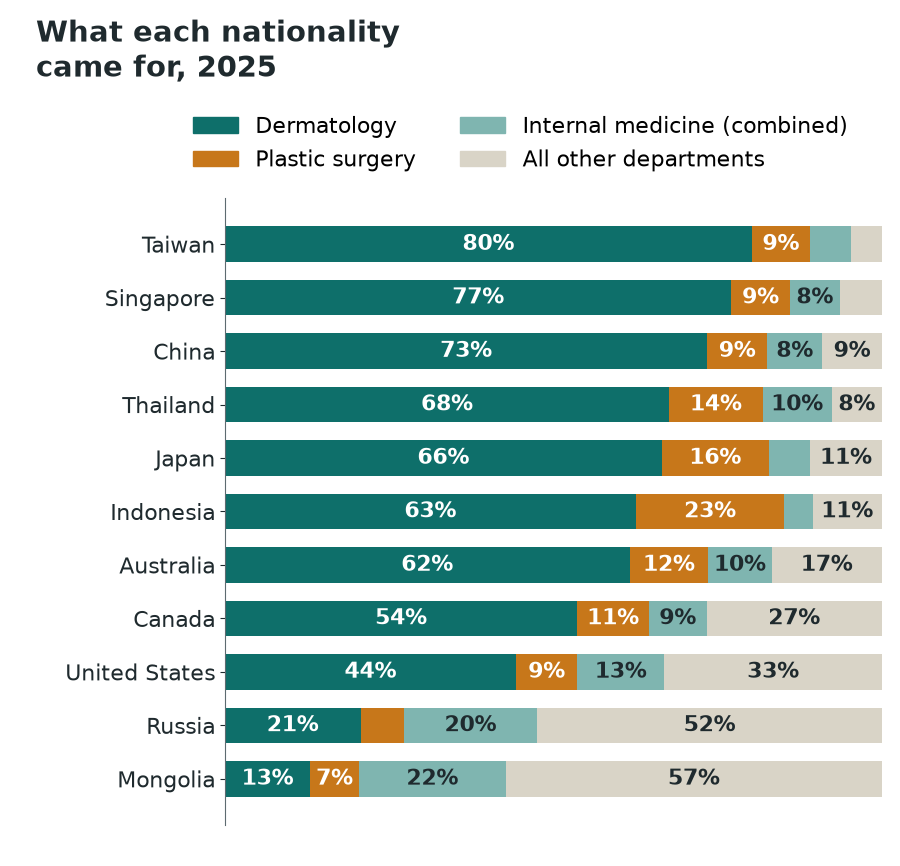 What each nationality
came for, 2025
Dermatology
Internal medicine (combined)
Plastic surgery
All other departments
Taiwan 80% 9%
Singapore 77% 9% 8%
China 73% 9% 8% 9%
Thailand 68% 14% 10% 8%
Japan 66% 16% 11%
Indonesia 63% 23% 11%
Australia 62% 12% 10% 17%
Canada 54% 11% 9% 27%
United States 44% 9% 13% 33%
Russia 21% 20% 52%
Mongolia 13% 7% 22% 57%